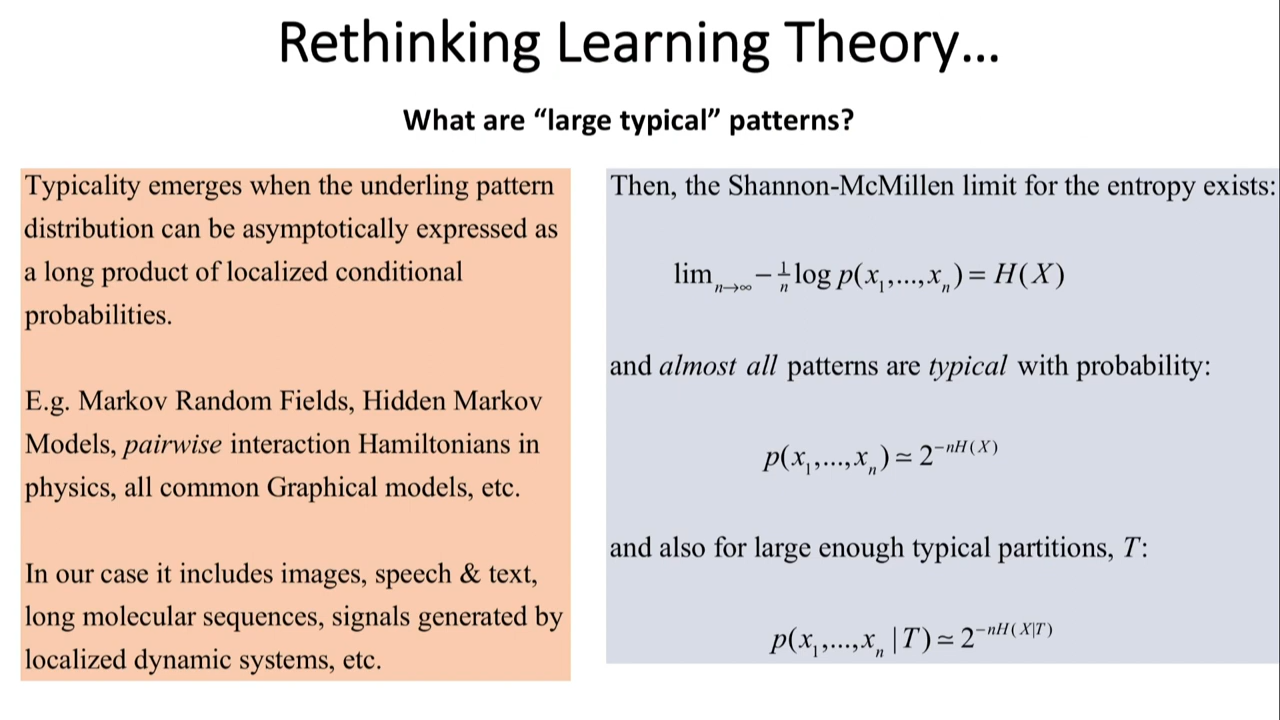 Rethinking Learning Theory...
What are “large typical” patterns?
Typicality emerges when the underling pattern
distribution can be asymptotically expressed as
a long product of localized conditional
probabilities.
E.g. Markov Random Fields, Hidden Markov
Models, pairwise interaction Hamiltonians in
physics, all common Graphical models, etc.
In our case it includes images, speech & text,
long molecular sequences, signals generated by
localized dynamic systems, etc.
Then, the Shannon-McMillen limit for the entropy exists:
lim_{n→∞} −\frac{1}{n} log p(x_1,...,x_n) = H(X)
and almost all patterns are typical with probability:
p(x_1,...,x_n) ≃ 2^{−nH(X)}
and also for large enough typical partitions, T:
p(x_1,...,x_n | T) ≃ 2^{−nH(X|T)}